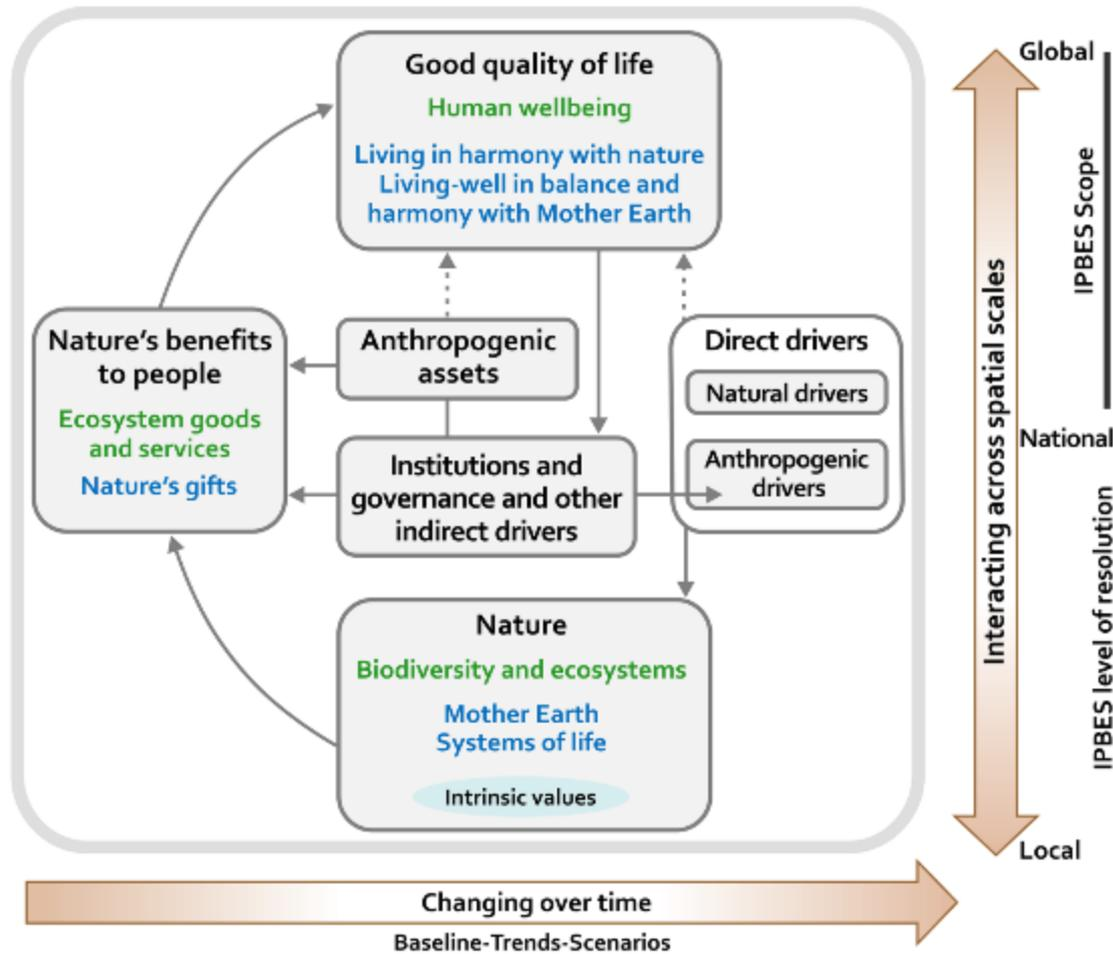 Good quality of life
Human wellbeing
Living in harmony with nature
Living-well in balance and
harmony with Mother Earth
Nature's benefits
to people
Ecosystem goods
and services
Nature's gifts
Anthropogenic
assets
Direct drivers
Natural drivers
Anthropogenic
drivers
Institutions and
governance and other
indirect drivers
Nature
Biodiversity and ecosystems
Mother Earth
Systems of life
Intrinsic values
Changing over time
Baseline-Trends-Scenarios
Interacting across spatial scales
Global
National
Local
IPBES Scope
IPBES level of resolution